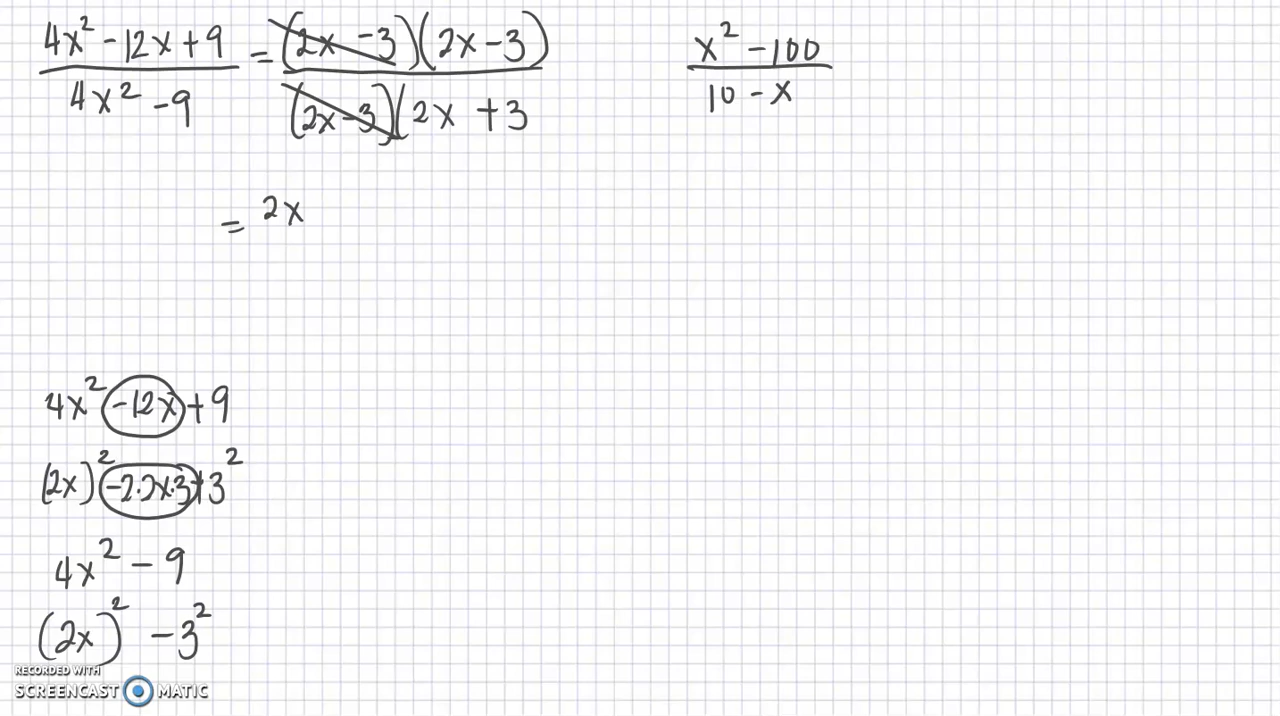 4x² - 12x + 9 / 4x² - 9 = (2x - 3)(2x - 3) / (2x - 3)(2x + 3
= 2x
x² - 100 / 10 - x
4x² - 12x + 9
(2x)² - 2·2x·3 + 3²
4x² - 9
(2x)² - 3²
RECORDED WITH
SCREENCAST MATIC